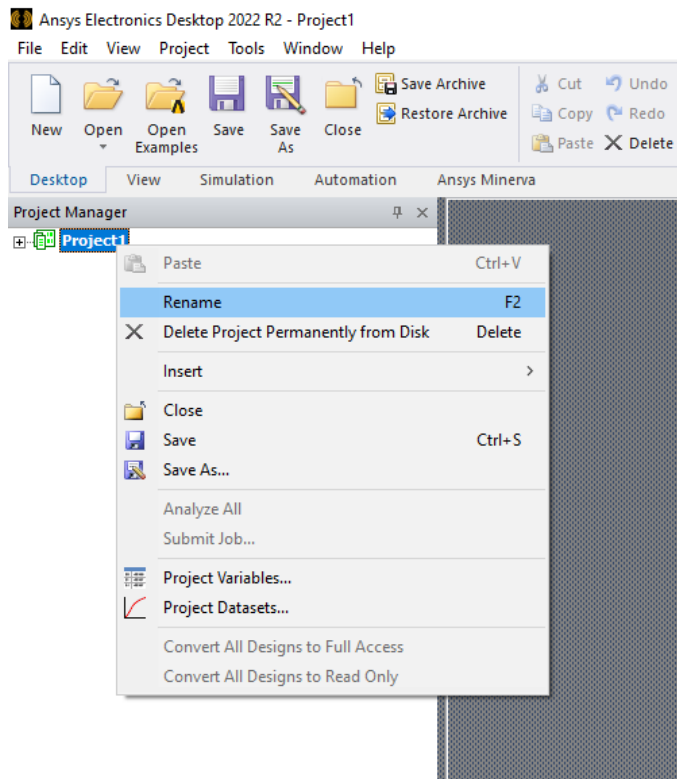 Ansys Electronics Desktop 2022 R2 - Project1
File Edit View Project Tools Window Help
New
Open
Open Examples
Save
Save As
Close
Save Archive
Restore Archive
Cut
Copy
Paste
Undo
Redo
Delete
Desktop View Simulation Automation Ansys Minerva
Project Manager
Project1
Paste Ctrl+V
Rename F2
Delete Project Permanently from Disk Delete
Insert
Close
Save Ctrl+S
Save As...
Analyze All
Submit Job...
Project Variables...
Project Datasets...
Convert All Designs to Full Access
Convert All Designs to Read Only